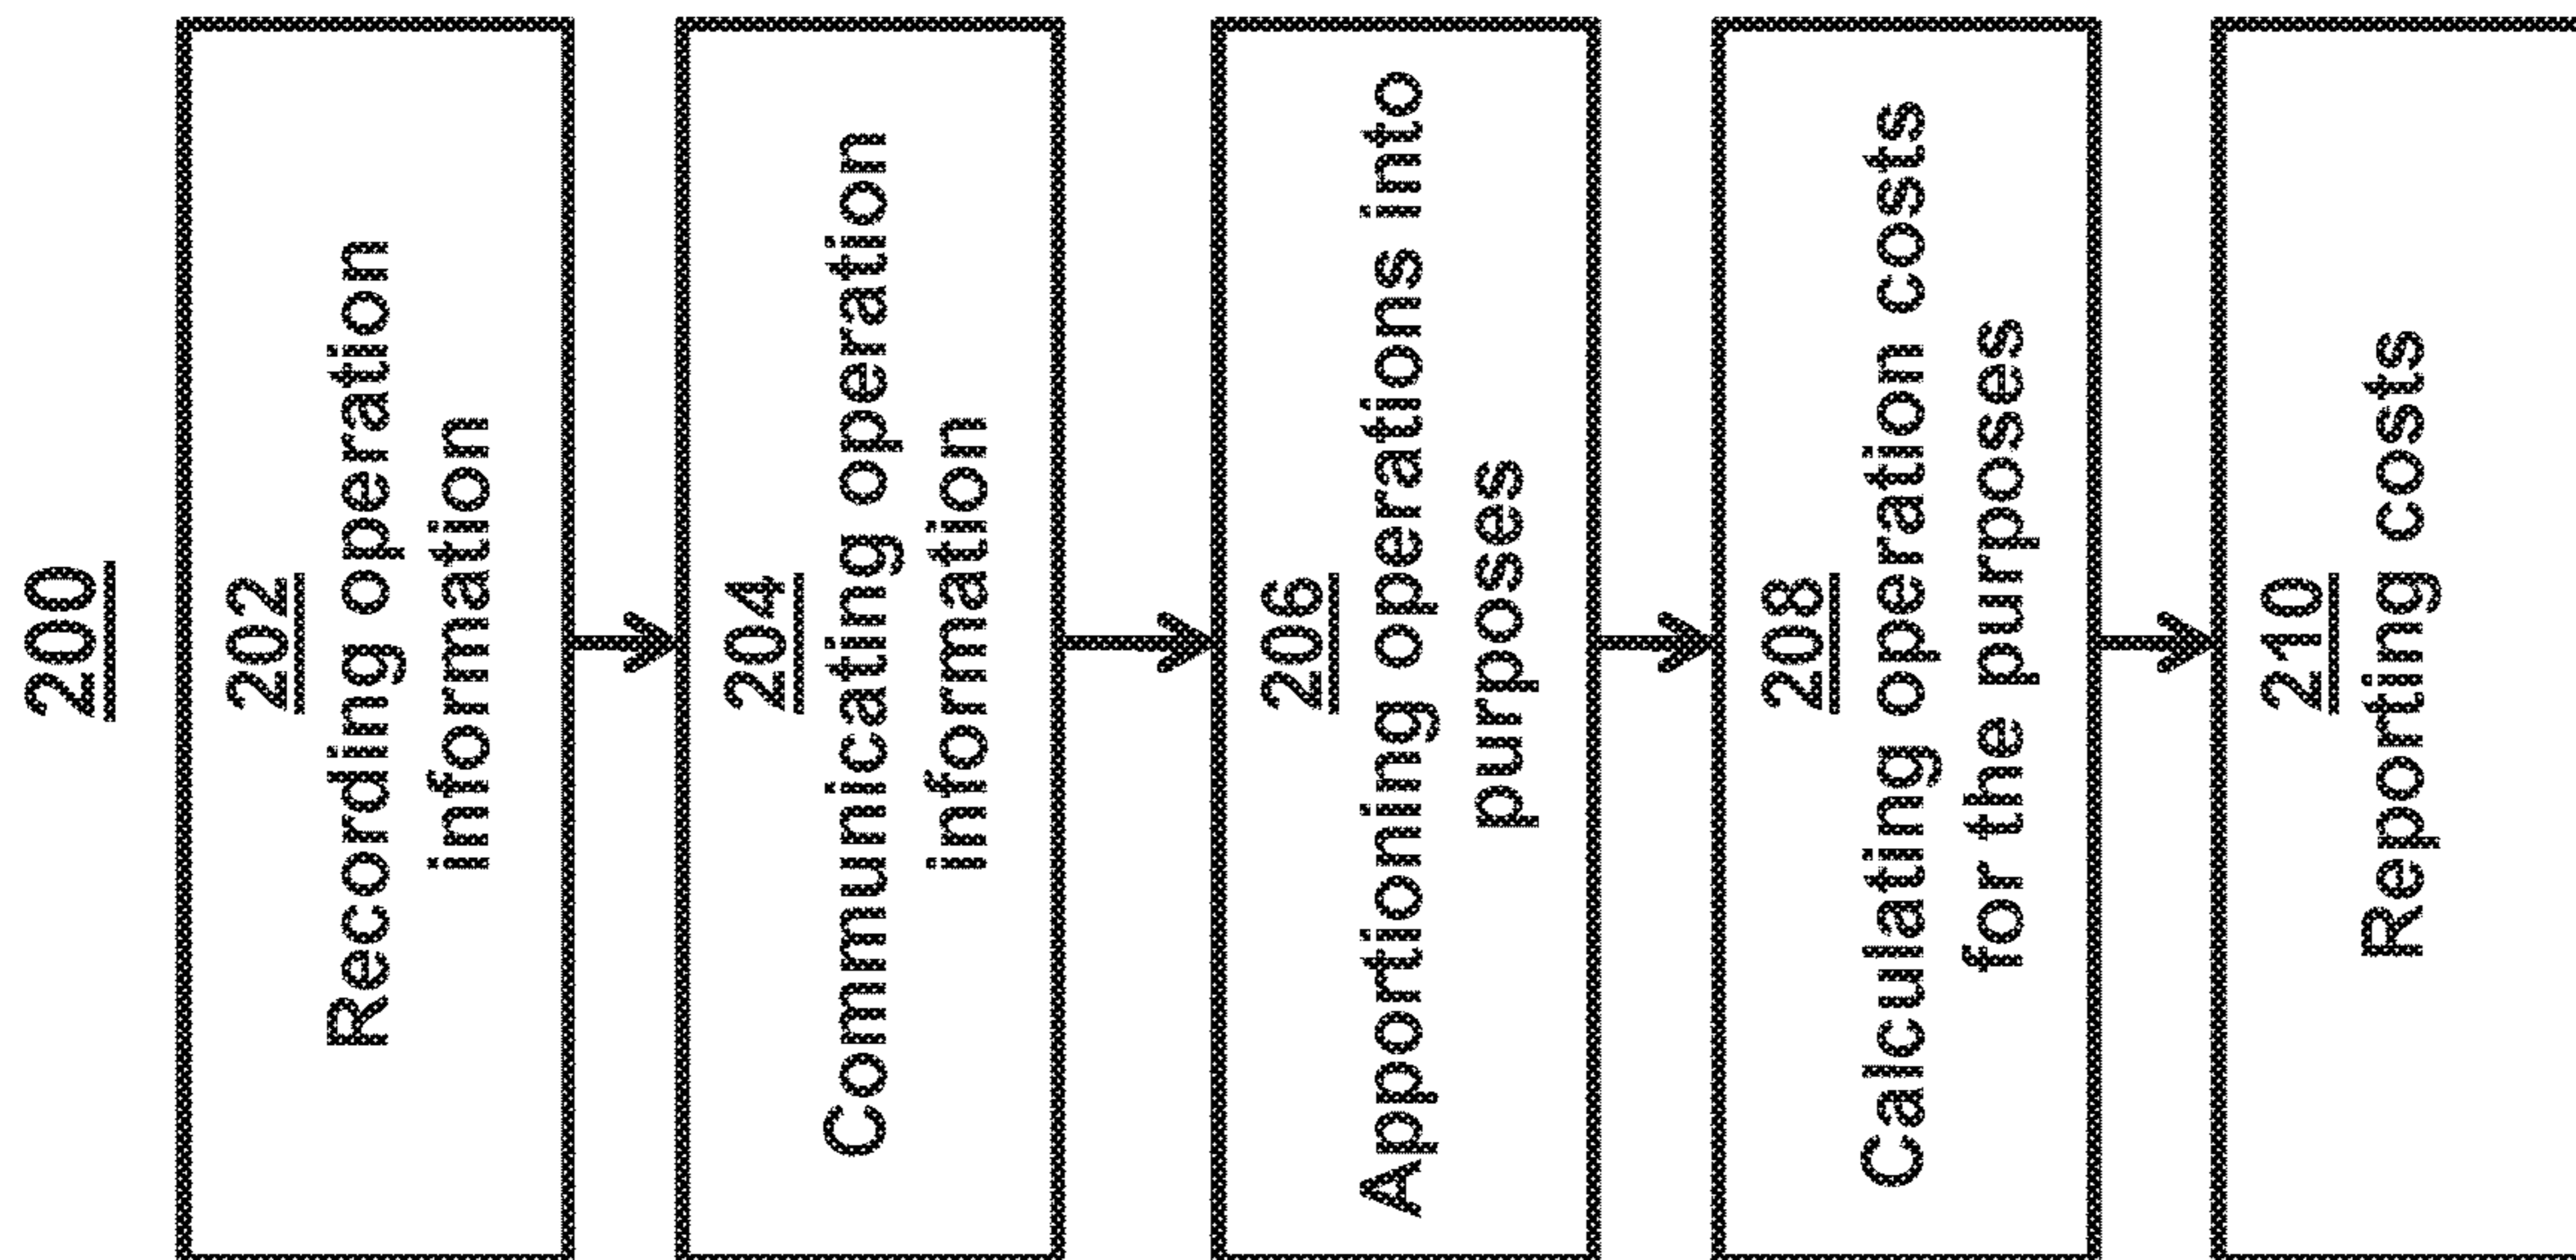 200
202
Recording operation
information
204
Communicating operation
information
206
Apportioning operations into
purposes
208
Calculating operation costs
for the purposes
210
Reporting costs